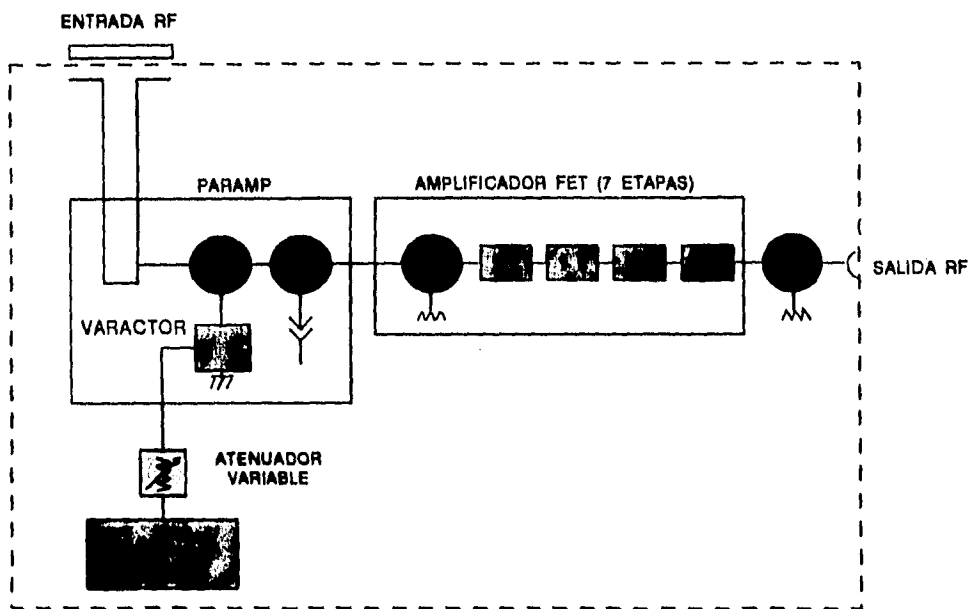 ENTRADA RF
PARAMP
AMPLIFICADOR FET (7 ETAPAS)
SALIDA RF
VARACTOR
ATENUADOR
VARIABLE